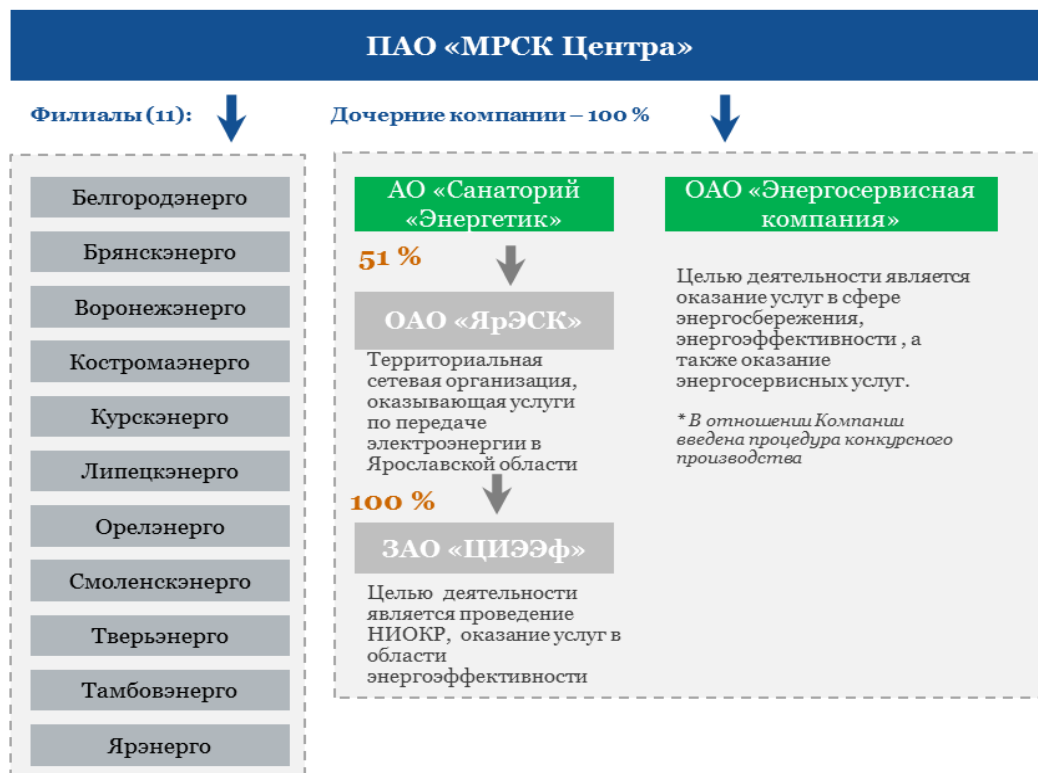 ПАО «МРСК Центра»
Филиалы (11):
Дочерние компании – 100 %
Белгородэнерго
Брянскэнерго
Воронежэнерго
Костромаэнерго
Курскэнерго
Липецкэнерго
Орелэнерго
Смоленскэнерго
Тверьэнерго
Тамбовэнерго
Ярэнерго
АО «Санаторий
«Энергетик»
51 %
ОАО «ЯрЭСК»
Территориальная
сетевая организация,
оказывающая услуги
по передаче
электроэнергии в
Ярославской области
100 %
ЗАО «ЦИЭЭф»
Целью деятельности
является проведение
НИОКР, оказание услуг в
области
энергоэффективности
ОАО «Энергосервисная
компания»
Целью деятельности является
оказание услуг в сфере
энергосбережения,
энергоэффективности , а
также оказание
энергосервисных услуг.
* В отношении Компании
введена процедура конкурсного
производства